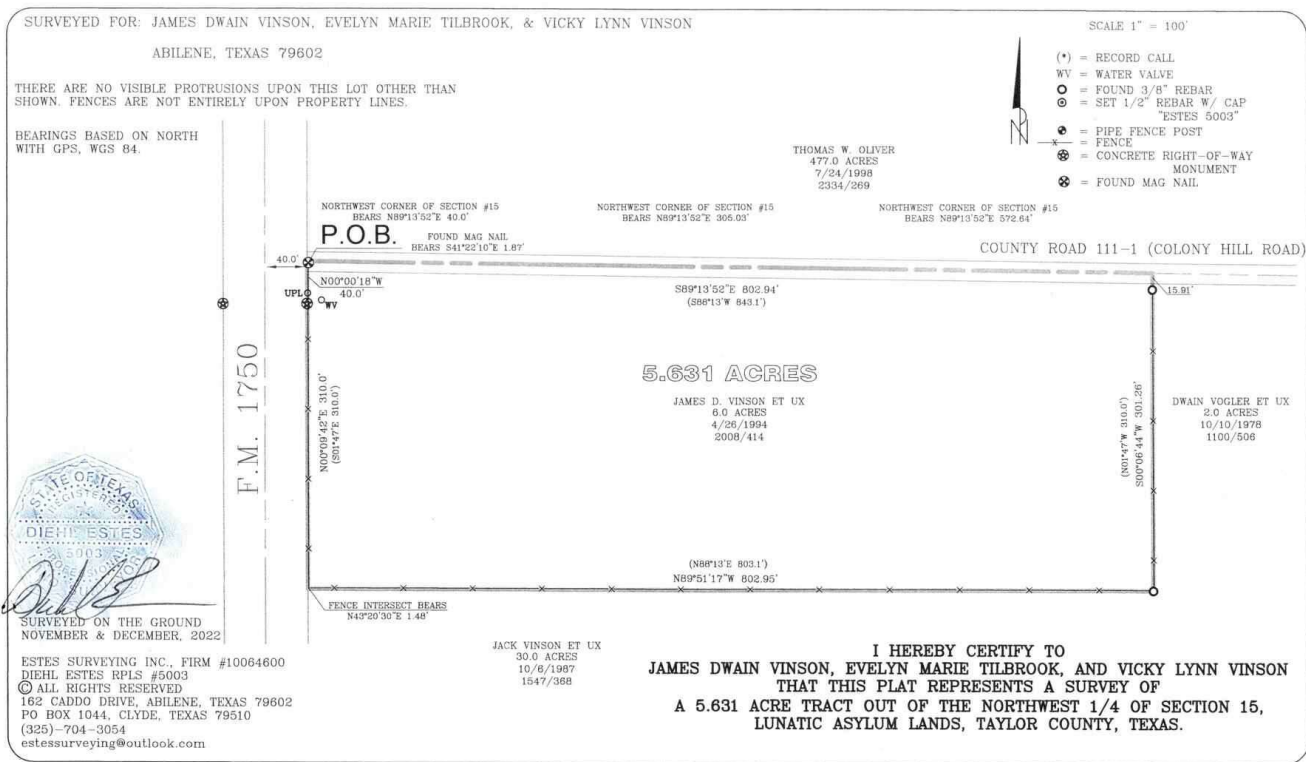 SURVEYED FOR: JAMES DWAIN VINSON, EVELYN MARIE TILBROOK, & VICKY LYNN VINSON
ABILENE, TEXAS 79602
THERE ARE NO VISIBLE PROTRUSIONS UPON THIS LOT OTHER THAN
SHOWN. FENCES ARE NOT ENTIRELY UPON PROPERTY LINES.
BEARINGS BASED ON NORTH
WITH GPS, WGS 84.
SCALE 1" = 100'
(*) = RECORD CALL
WV = WATER VALVE
= FOUND 3/8" REBAR
= SET 1/2" REBAR W/ CAP
"ESTES 5003"
= PIPE FENCE POST
x = FENCE
= CONCRETE RIGHT-OF-WAY
MONUMENT
= FOUND MAG NAIL
N
THOMAS W. OLIVER
477.0 ACRES
7/24/1998
2334/269
NORTHWEST CORNER OF SECTION #15
BEARS N89°13'52"E 40.0'
NORTHWEST CORNER OF SECTION #15
BEARS N89°13'52"E 305.03'
NORTHWEST CORNER OF SECTION #15
BEARS N89°13'52"E 572.64'
P.O.B.
FOUND MAG NAIL
BEARS S41°22'10"E 1.87'
COUNTY ROAD 111-1 (COLONY HILL ROAD)
40.0'
N00°00'18"W
40.0'
UPL
WV
S89°13'52"E 802.94'
(S88°13'W 843.1')
15.91'
F.M. 1750
N00°09'42"E 310.0'
(S01°47'E 310.0')
5.631 ACRES
JAMES D. VINSON ET UX
6.0 ACRES
4/26/1994
2008/414
(N01°47'W 310.0')
S00°06'44"W 301.26'
DWAIN VOGLER ET UX
2.0 ACRES
10/10/1978
1100/506
(N88°13'E 803.1')
N89°51'17"W 802.95'
FENCE INTERSECT BEARS
N43°20'30"E 1.48'
STATE OF TEXAS
REGISTERED
DIEHL ESTES
5003
PROFESSIONAL
SURVEYED ON THE GROUND
NOVEMBER & DECEMBER, 2022
ESTES SURVEYING INC., FIRM #10064600
DIEHL ESTES RPLS #5003
© ALL RIGHTS RESERVED
162 CADDO DRIVE, ABILENE, TEXAS 79602
PO BOX 1044, CLYDE, TEXAS 79510
(325)-704-3054
estessurveying@outlook.com
JACK VINSON ET UX
30.0 ACRES
10/6/1987
1547/368
I HEREBY CERTIFY TO
JAMES DWAIN VINSON, EVELYN MARIE TILBROOK, AND VICKY LYNN VINSON
THAT THIS PLAT REPRESENTS A SURVEY OF
A 5.631 ACRE TRACT OUT OF THE NORTHWEST 1/4 OF SECTION 15,
LUNATIC ASYLUM LANDS, TAYLOR COUNTY, TEXAS.